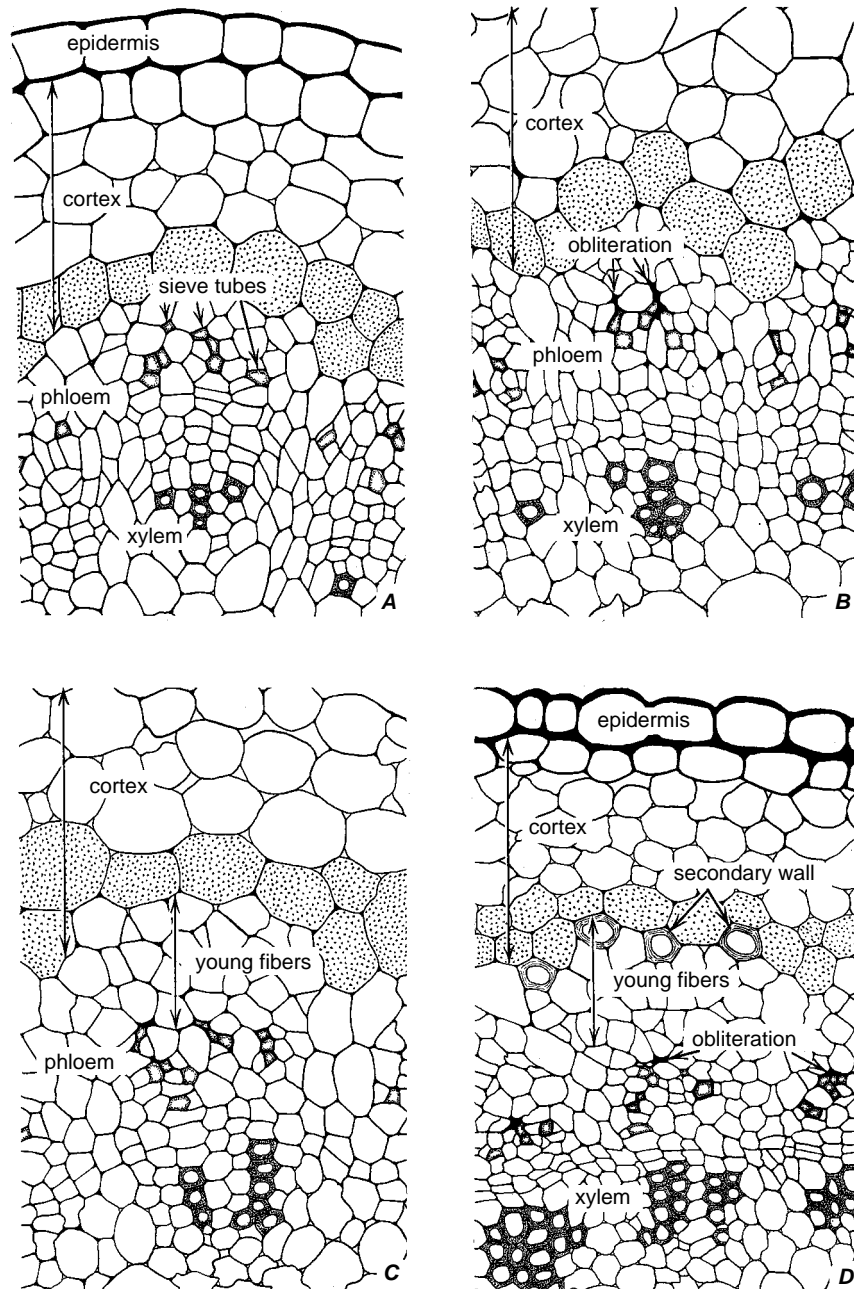 epidermis
cortex
sieve tubes
phloem
xylem
A
cortex
obliteration
phloem
xylem
B
cortex
young fibers
phloem
C
epidermis
cortex
secondary wall
young fibers
obliteration
xylem
D